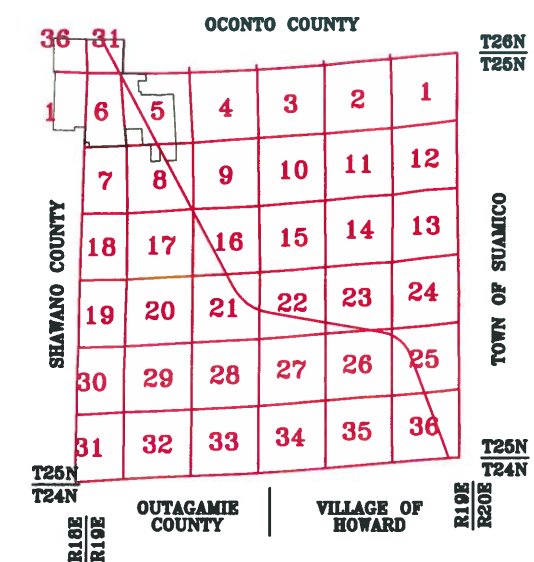 OCONTO COUNTY
36 31
T26N
T25N
1 6 5 4 3 2 1
7 8 9 10 11 12
18 17 16 15 14 13
19 20 21 22 23 24
30 29 28 27 26 25
31 32 33 34 35 36
SHAWANO COUNTY
TOWN OF SUAMICO
T25N
T24N
T25N
T24N
OUTAGAMIE
COUNTY
VILLAGE OF
HOWARD
R18E
R19E
R19E
R20E